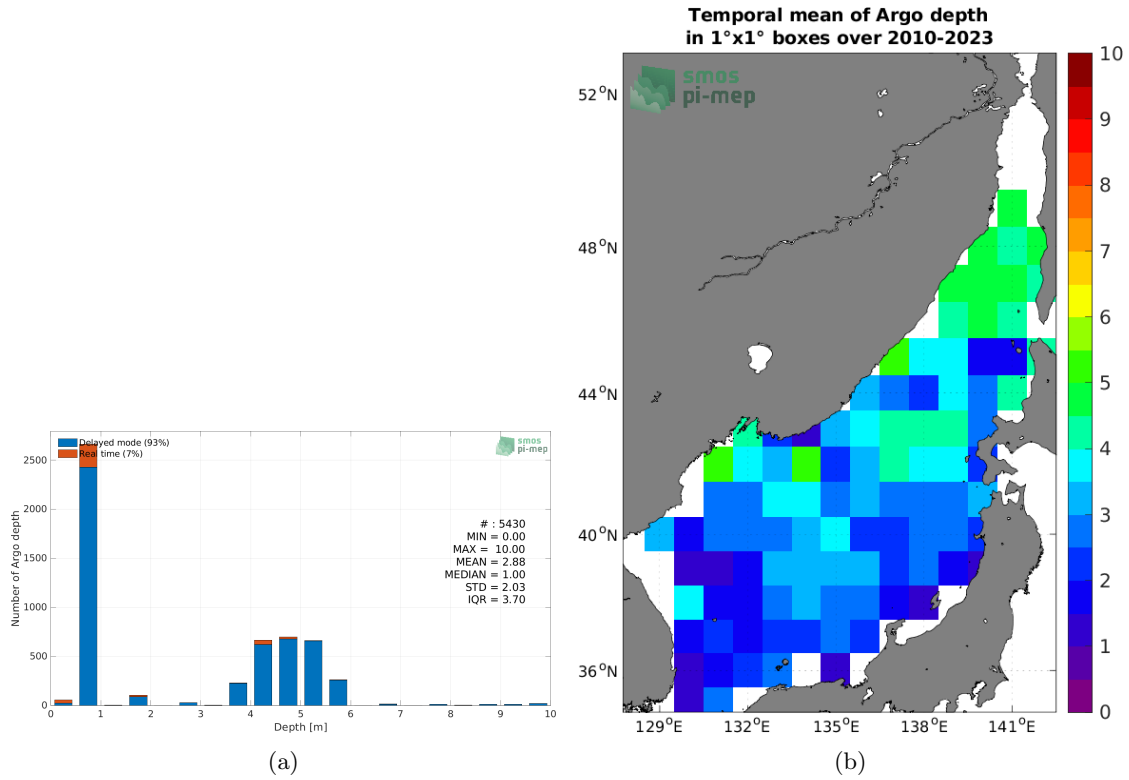 Temporal mean of Argo depth
in 1°x1° boxes over 2010-2023
smos
pi-mep
52°N
48°N
44°N
40°N
36°N
129°E
132°E
135°E
138°E
141°E
10
9
8
7
6
5
4
3
2
1
0
Delayed mode (93%)
Real time (7%)
smos
pi-mep
# : 5430
MIN = 0.00
MAX = 10.00
MEAN = 2.88
MEDIAN = 1.00
STD = 2.03
IQR = 3.70
Number of Argo depth
2500
2000
1500
1000
500
0
0 1 2 3 4 5 6 7 8 9 10
Depth [m]
(a)
(b)